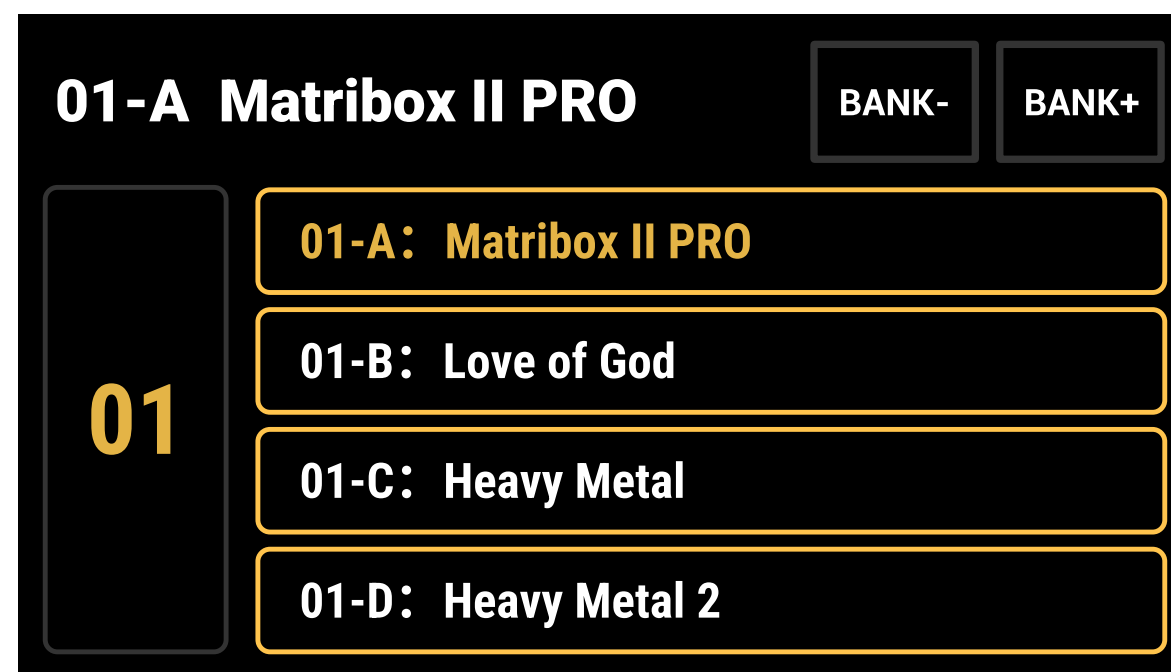 01-A Matribox II PRO
BANK-
BANK+
01
01-A： Matribox II PRO
01-B： Love of God
01-C： Heavy Metal
01-D： Heavy Metal 2